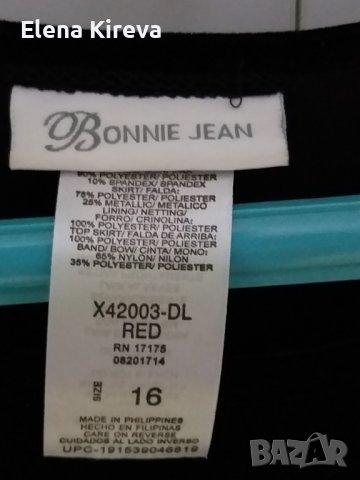 Elena Kireva
BONNIE JEAN
90% POLYESTER/ POLIESTER
10% SPANDEX/ SPANDEX
SKIRT/ FALDA:
75% POLYESTER/ POLIESTER
25% METALLIC/ METALICO
LINING/ NETTING/
FORRO/ CRINOLINA:
100% POLYESTER/ POLIESTER
TOP SKIRT/ FALDA DE ARRIBA:
100% POLYESTER/ POLIESTER
BAND/ BOW/ CINTA/ MONO:
65% NYLON/ NILON
35% POLYESTER/ POLIESTER
X42003-DL
RED
RN 17175
08201714
SIZE
16
MADE IN PHILIPPINES
HECHO EN FILIPINAS
CARE ON REVERSE
CUIDADOS AL LADO INVERSO
UPC-191539046819
BAZAR